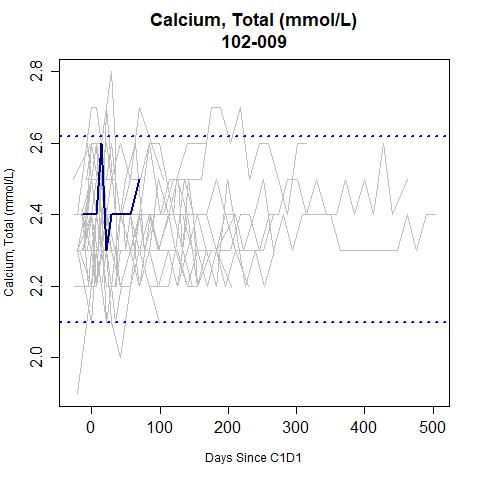 Calcium, Total (mmol/L)
102-009
Calcium, Total (mmol/L)
2.8
2.6
2.4
2.2
2.0
0 100 200 300 400 500
Days Since C1D1